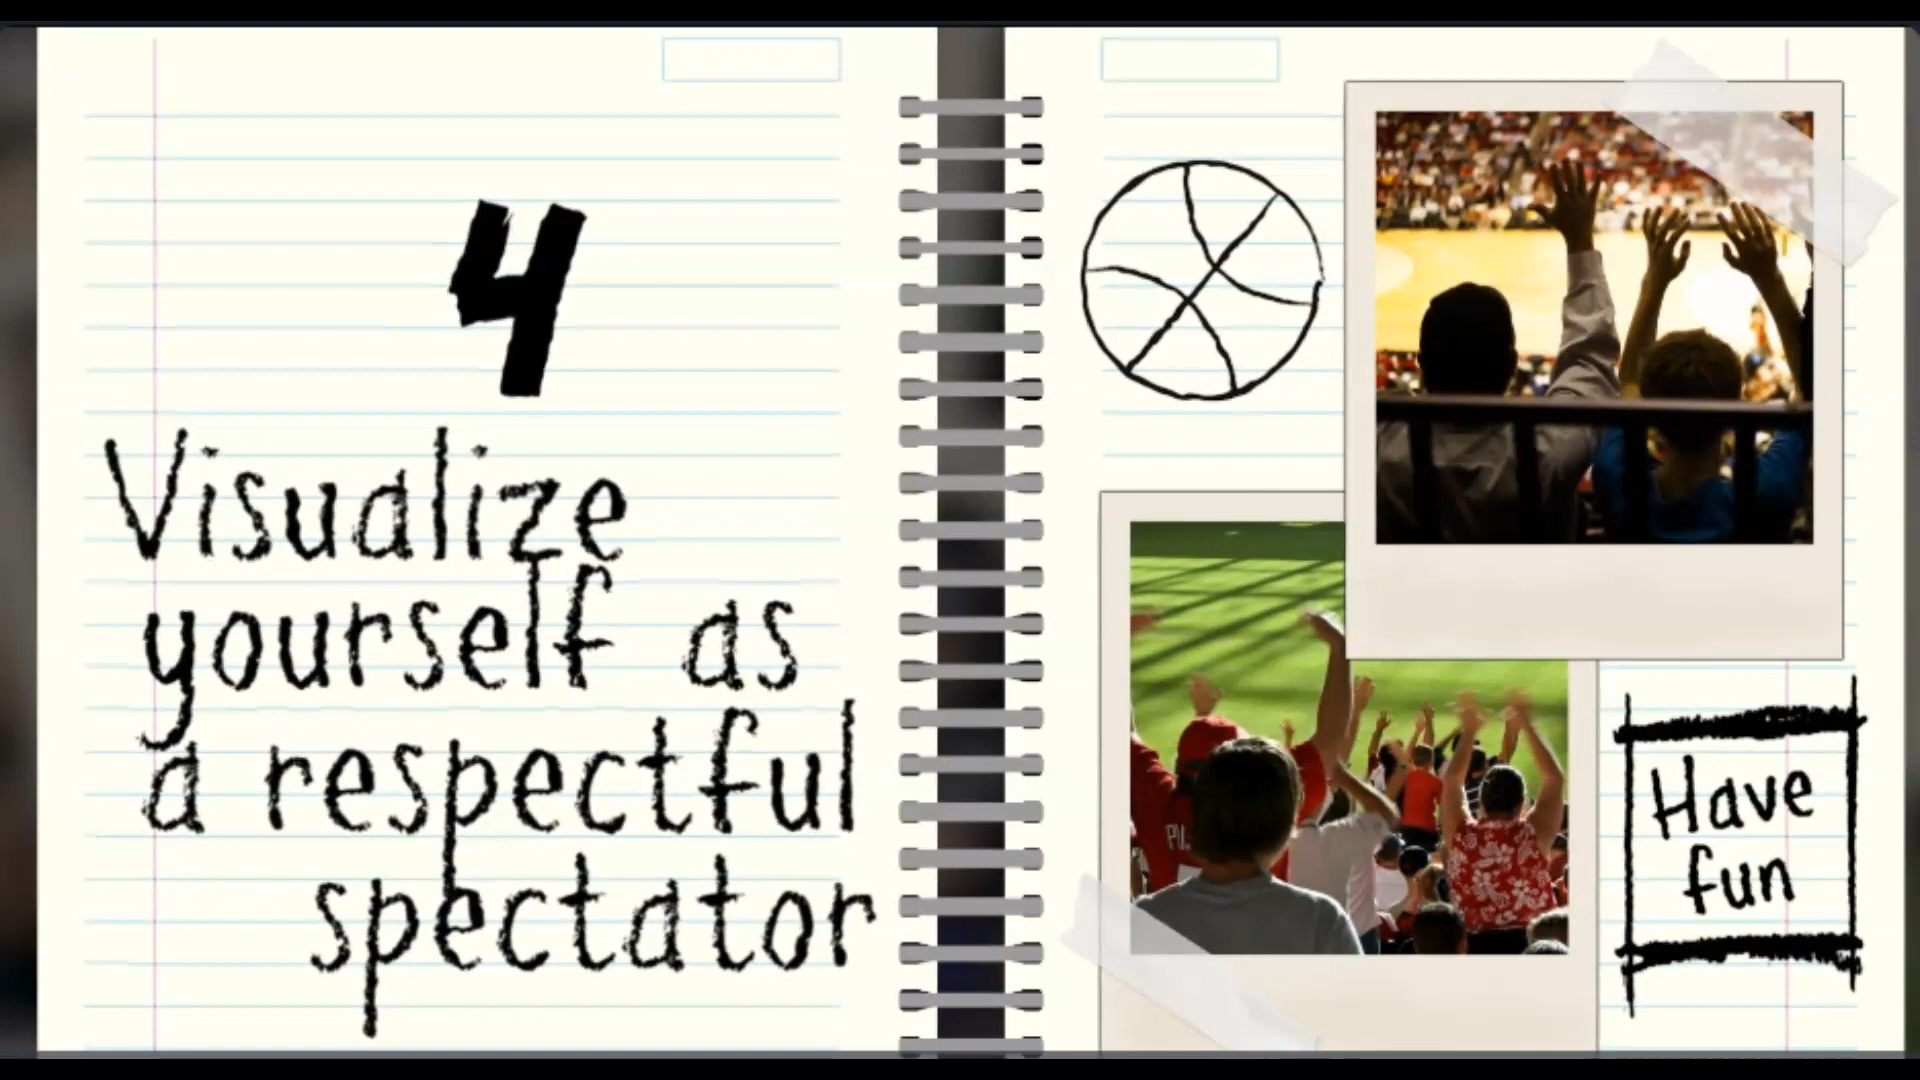 4
Visualize
yourself as
a respectful
spectator
Have
fun